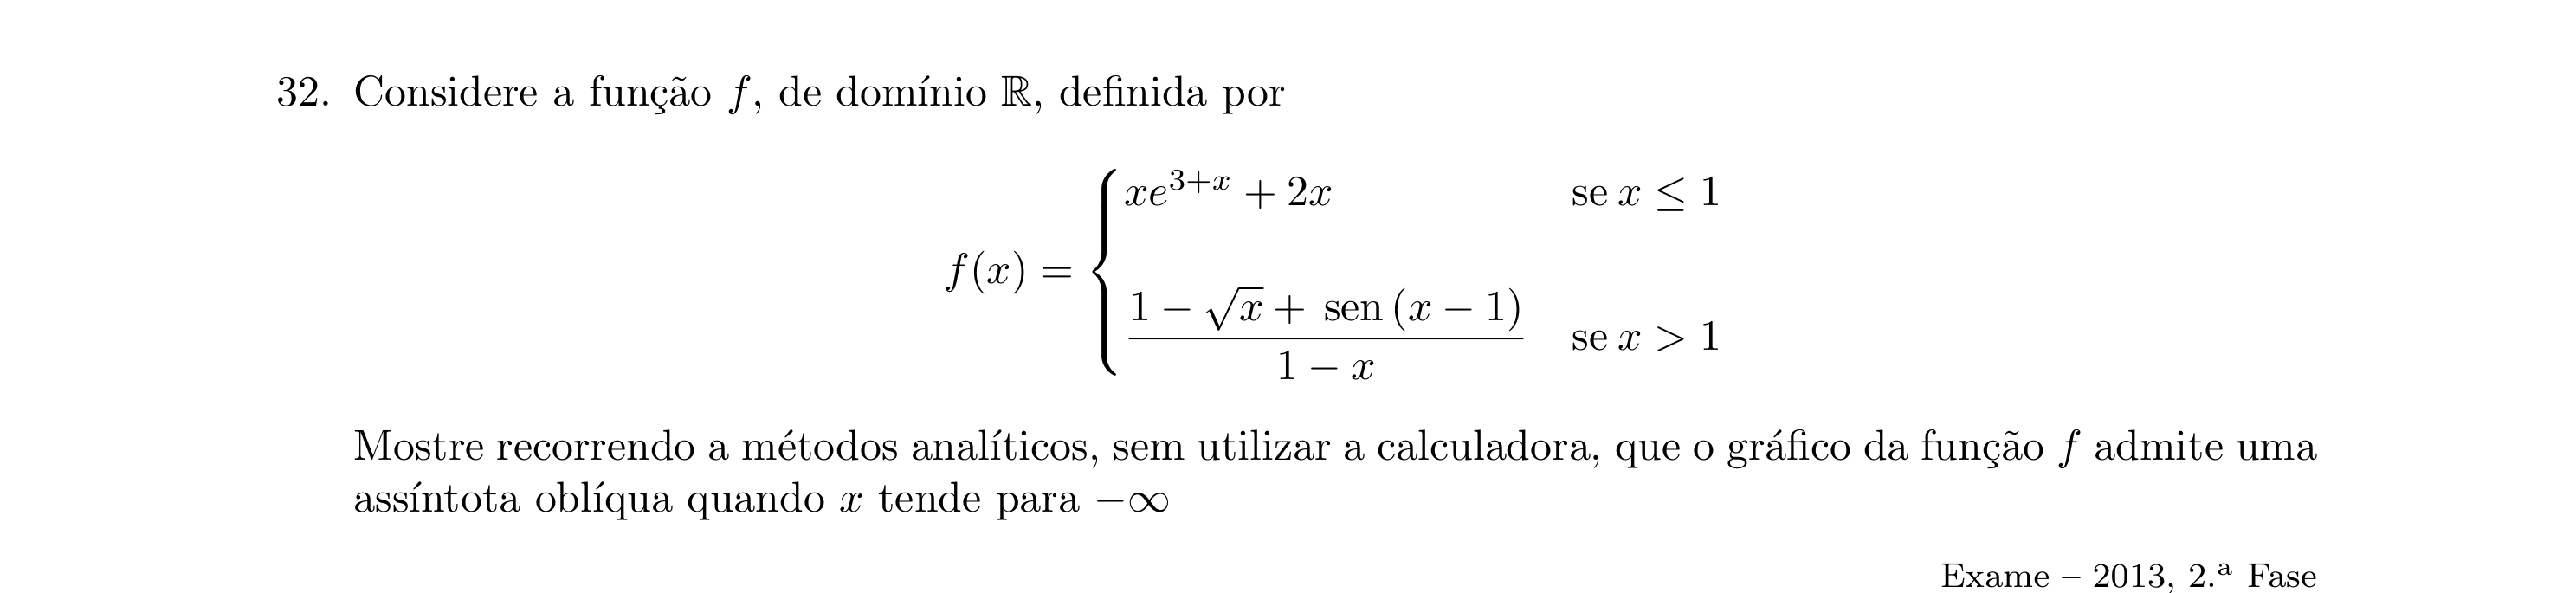 32. Considere a função f, de domínio ℝ, definida por
f(x) = { xe^{3+x} + 2x se x ≤ 1
(1 − √x + sen (x − 1)) / (1 − x) se x > 1
Mostre recorrendo a métodos analíticos, sem utilizar a calculadora, que o gráfico da função f admite uma
assíntota oblíqua quando x tende para −∞
Exame – 2013, 2.ª Fase